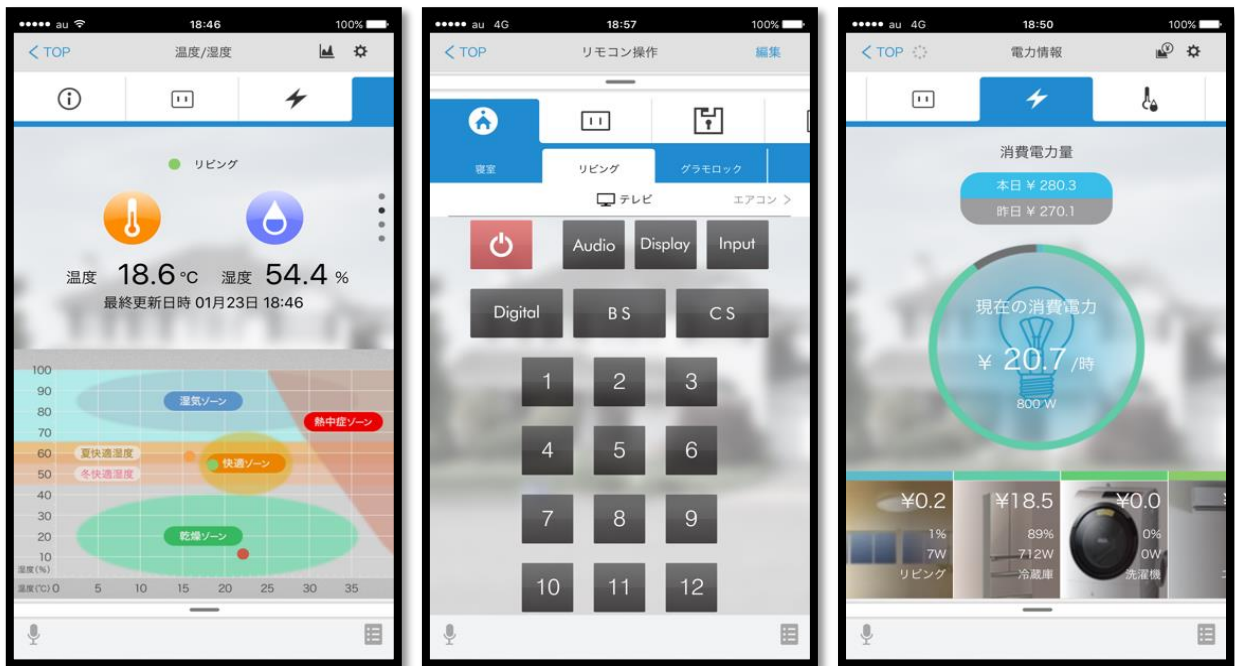 au 18:46 100%
< TOP 温度/湿度
リビング
温度 18.6 ℃ 湿度 54.4 %
最終更新日時 01月23日 18:46
100
90
湿気ゾーン
80
熱中症ゾーン
70
60 夏快適湿度
快適ゾーン
50 冬快適湿度
40
30
20 乾燥ゾーン
10
湿度(%)
温度(℃) 0 5 10 15 20 25 30 35
au 4G 18:57 100%
< TOP リモコン操作 編集
寝室 リビング グラモロック
テレビ エアコン >
Audio Display Input
Digital BS CS
1 2 3
4 5 6
7 8 9
10 11 12
au 4G 18:50 100%
< TOP 電力情報
消費電力量
本日 ¥ 280.3
昨日 ¥ 270.1
現在の消費電力
¥ 20.7 /時
800 W
¥0.2 ¥18.5 ¥0.0
1% 89% 0%
7W 712W 0W
リビング 冷蔵庫 洗濯機